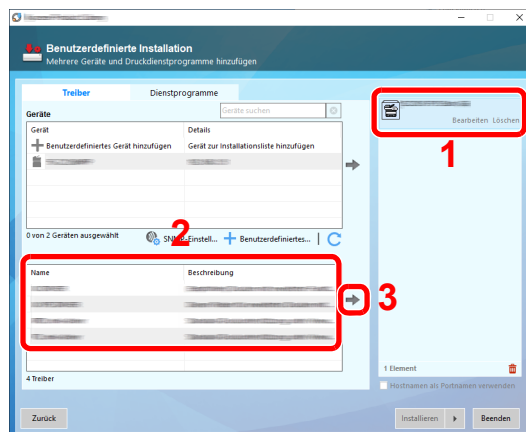 Benutzerdefinierte Installation
Mehrere Geräte und Druckdienstprogramme hinzufügen
Treiber
Dienstprogramme
Geräte
Geräte suchen
Gerät
Details
Benutzerdefiniertes Gerät hinzufügen
Gerät zur Installationsliste hinzufügen
0 von 2 Geräten ausgewählt
SNMP-Einstell...
Benutzerdefiniertes...
2
Name
Beschreibung
3
4 Treiber
Bearbeiten Löschen
1
1 Element
Hostnamen als Portnamen verwenden
Zurück
Installieren
Beenden